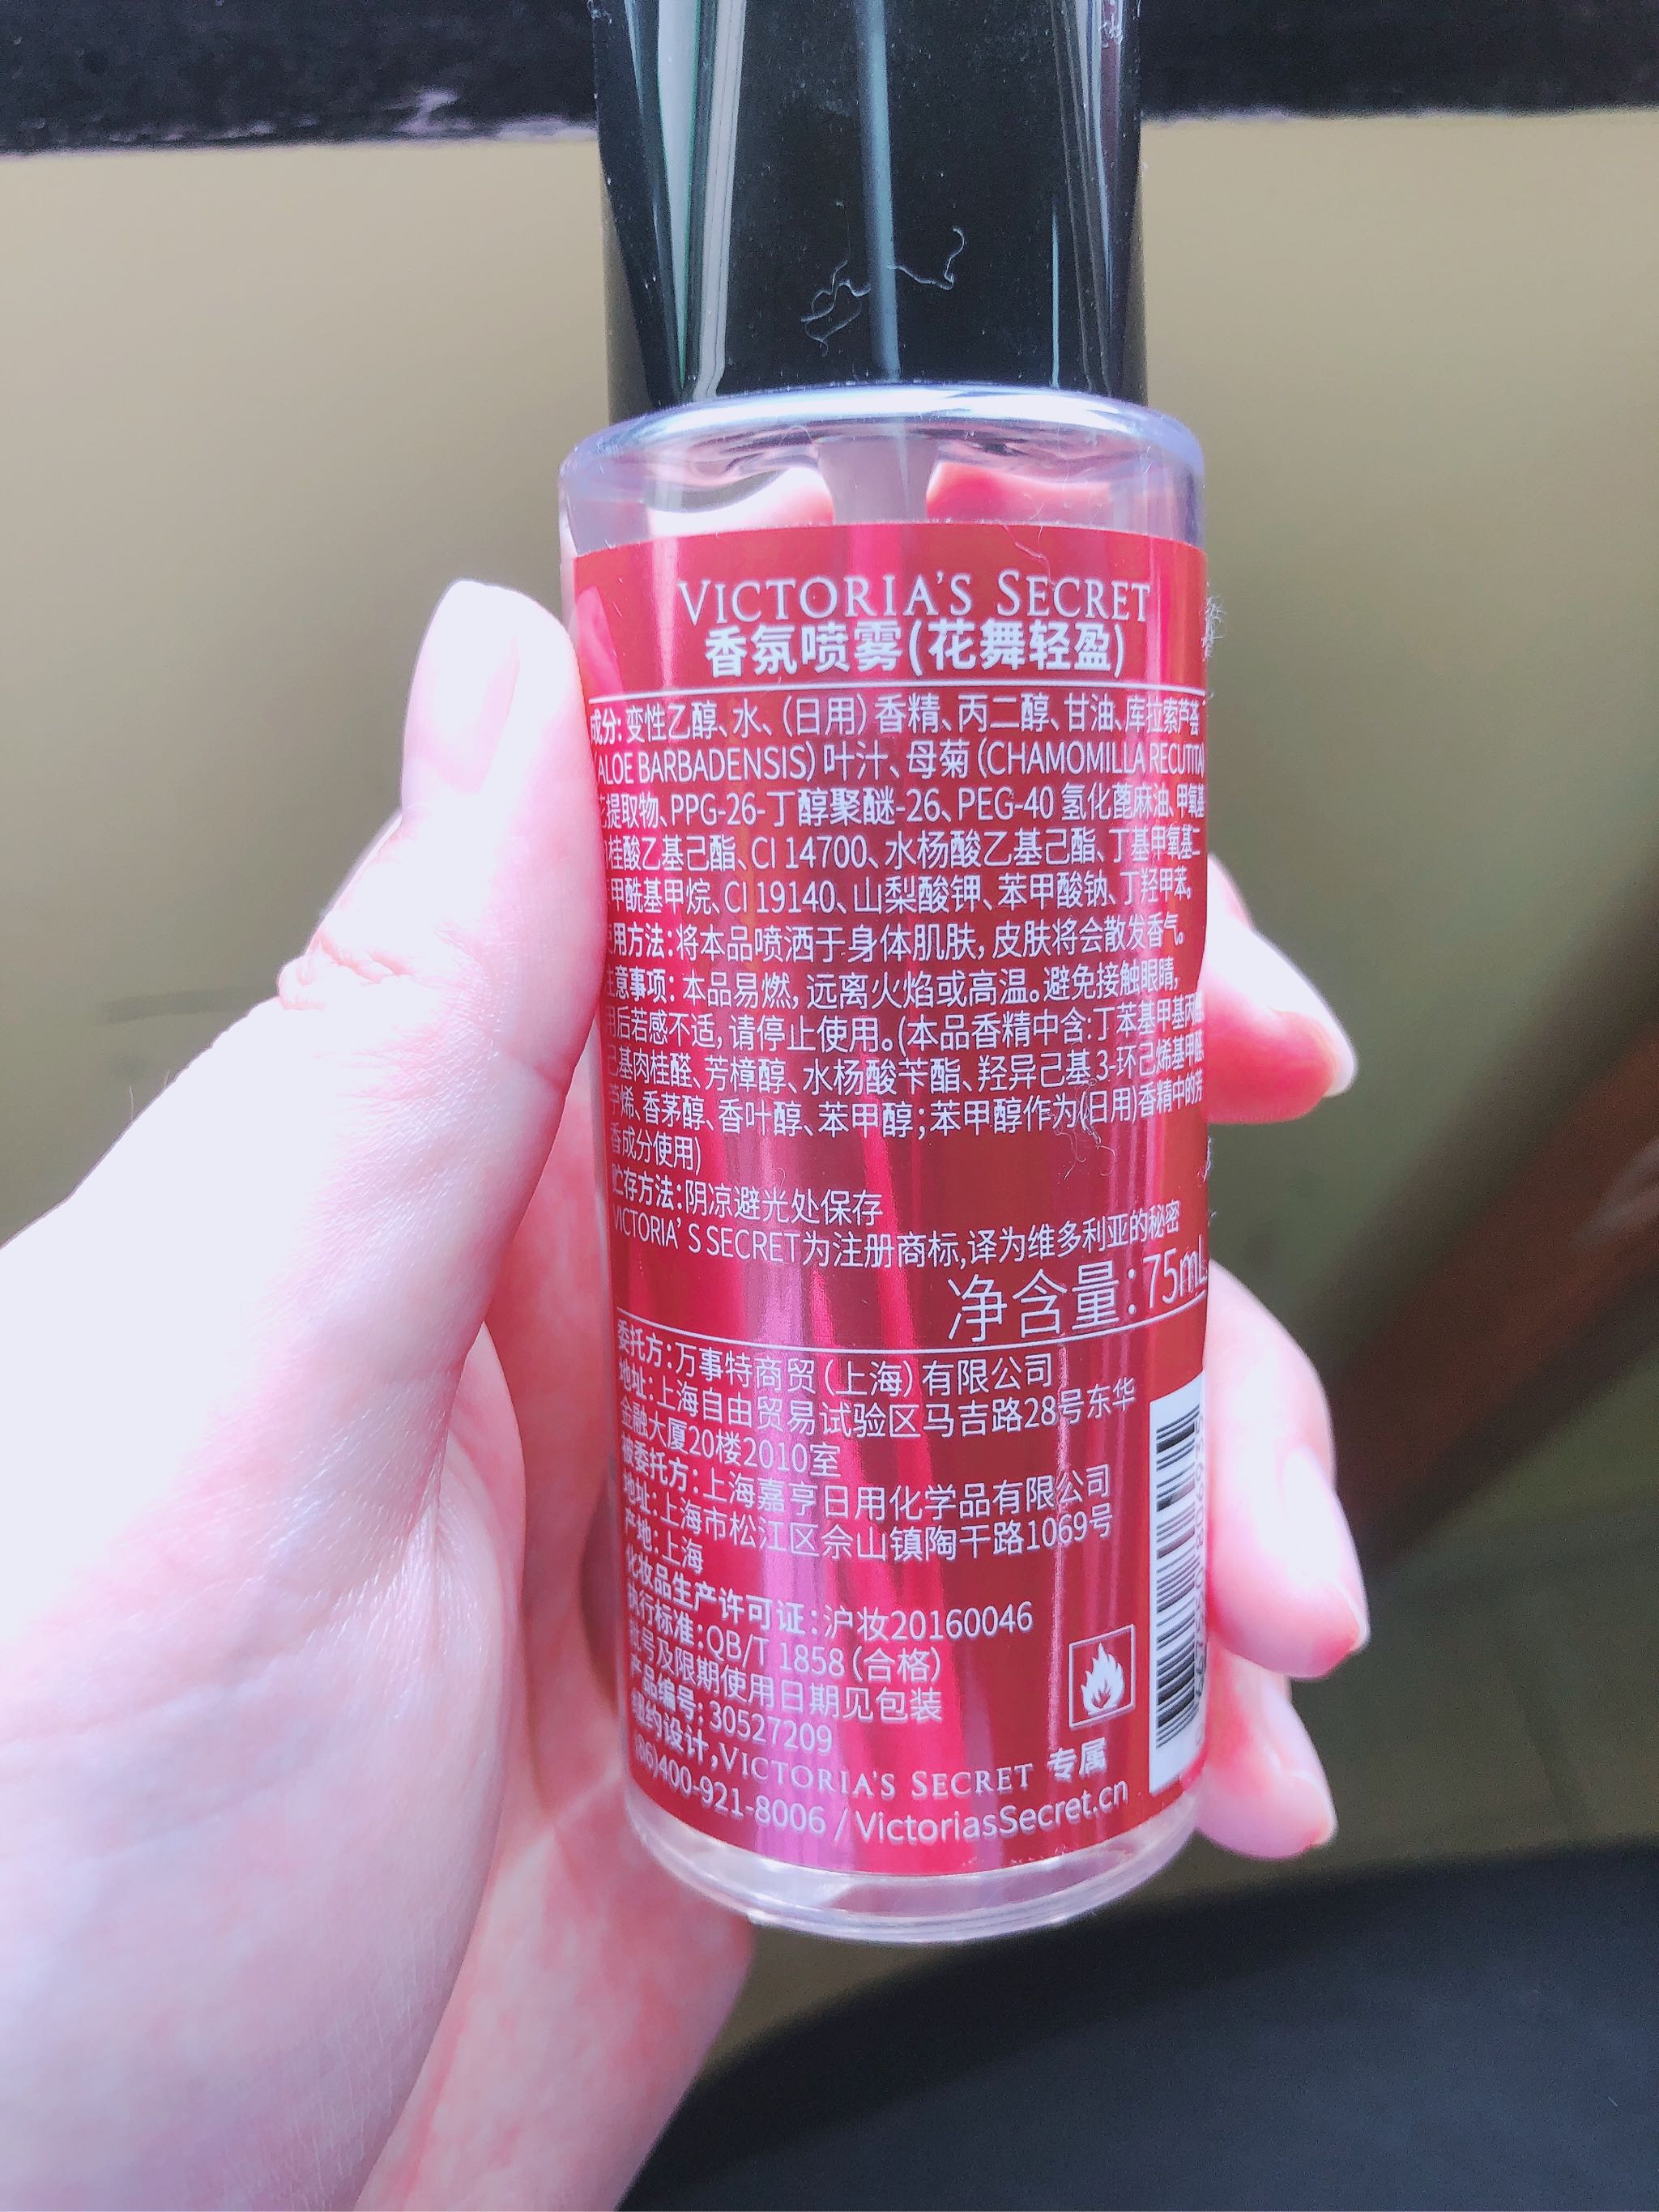 VICTORIA'S SECRET
香氛喷雾(花舞轻盈)
成分: 变性乙醇、水、(日用)香精、丙二醇、甘油、库拉索芦荟
(ALOE BARBADENSIS) 叶汁、母菊 (CHAMOMILLA RECUTITA)
花提取物、PPG-26-丁醇聚醚-26、PEG-40 氢化蓖麻油、甲氧基
桂酸乙基己酯、CI 14700、水杨酸乙基己酯、丁基甲氧基二
甲酰基甲烷、CI 19140、山梨酸钾、苯甲酸钠、丁羟甲苯。
用方法:将本品喷洒于身体肌肤,皮肤将会散发香气。
注意事项: 本品易燃, 远离火焰或高温。避免接触眼睛,
用后若感不适, 请停止使用。(本品香精中含:丁苯基甲基丙
己基肉桂醛、芳樟醇、水杨酸苄酯、羟异己基 3-环己烯基甲醛、
苧烯、香茅醇、香叶醇、苯甲醇;苯甲醇作为(日用)香精中的芳
香成分使用)
贮存方法:阴凉避光处保存
VICTORIA'S SECRET为注册商标,译为维多利亚的秘密
净含量:75mL
委托方:万事特商贸(上海)有限公司
地址:上海自由贸易试验区马吉路28号东华
金融大厦20楼2010室
被委托方:上海嘉亨日用化学品有限公司
地址:上海市松江区佘山镇陶干路1069号
产地:上海
化妆品生产许可证:沪妆20160046
执行标准:QB/T 1858(合格)
批号及限期使用日期见包装
产品编号:30527209
纽约设计,VICTORIA'S SECRET 专属
(86)400-921-8006 / VictoriasSecret.cn